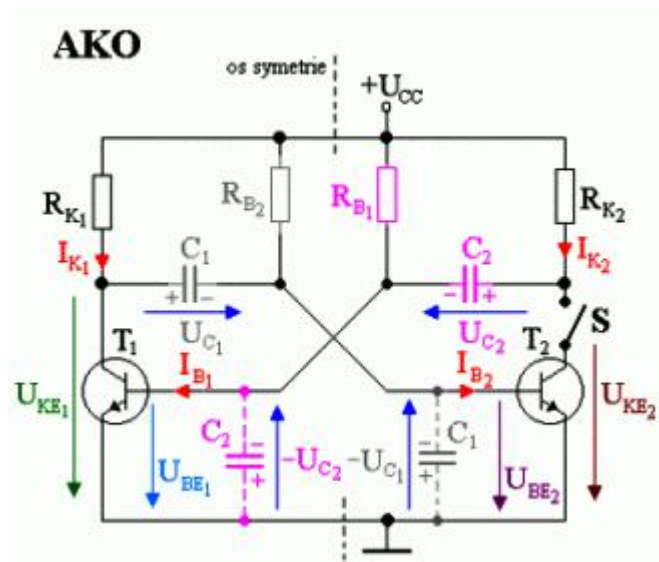 AKO
os symetrie
+UCC
RK1
RB2
RB1
RK2
IK1
C1
C2
IK2
+ -
- +
S
UC1
UC2
T1
T2
IB1
IB2
UKE1
UKE2
C2
-
+
-UC2
-UC1
-
+
C1
UBE1
UBE2